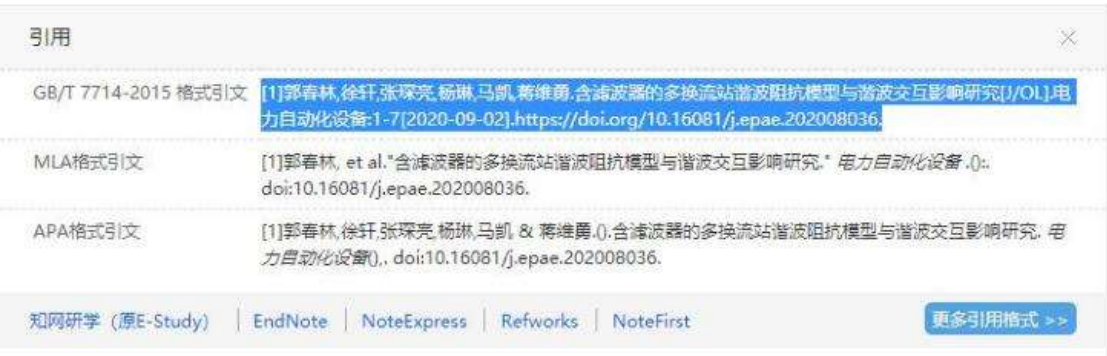 引用
GB/T 7714-2015 格式引文
[1]郭春林,徐轩,张琛亮,杨琳,马凯,蒋维勇.含滤波器的多换流站谐波阻抗模型与谐波交互影响研究[J/OL].电
力自动化设备:1-7[2020-09-02].https://doi.org/10.16081/j.epae.202008036.
MLA格式引文
[1]郭春林, et al."含滤波器的多换流站谐波阻抗模型与谐波交互影响研究." 电力自动化设备 .():.
doi:10.16081/j.epae.202008036.
APA格式引文
[1]郭春林,徐轩,张琛亮,杨琳,马凯 & 蒋维勇.().含滤波器的多换流站谐波阻抗模型与谐波交互影响研究. 电
力自动化设备(),. doi:10.16081/j.epae.202008036.
知网研学 (原E-Study) | EndNote | NoteExpress | Refworks | NoteFirst
更多引用格式 >>